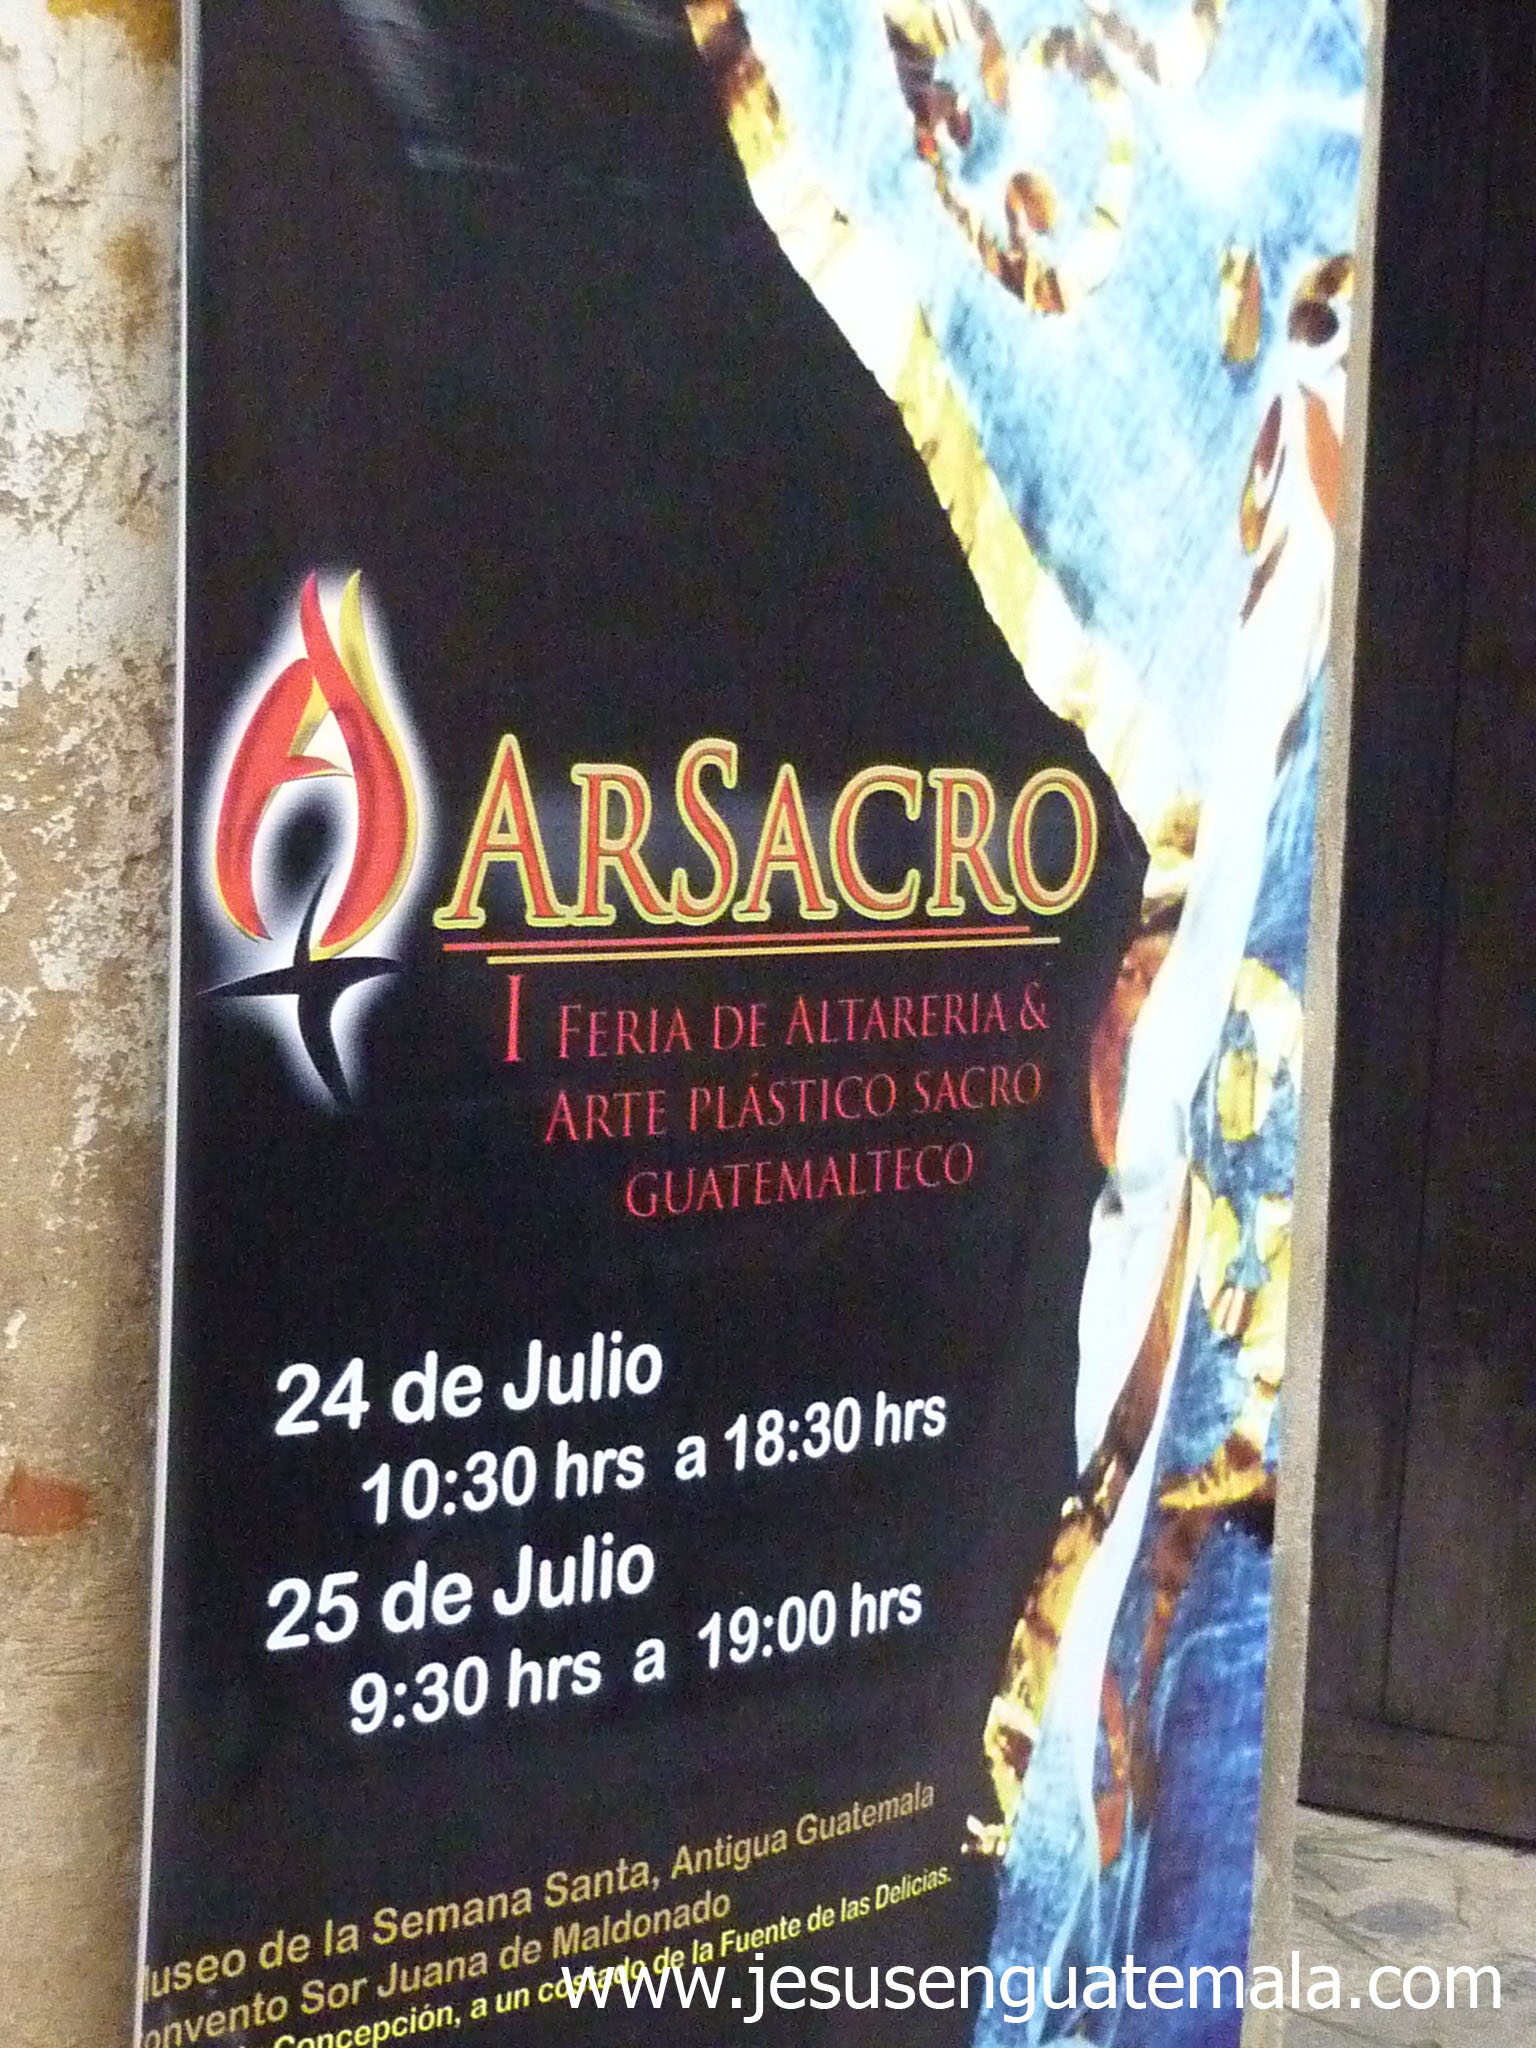 ARSACRO
I FERIA DE ALTARERIA &
ARTE PLÁSTICO SACRO
GUATEMALTECO
24 de Julio
10:30 hrs a 18:30 hrs
25 de Julio
9:30 hrs a 19:00 hrs
useo de la Semana Santa, Antigua Guatemala
onvento Sor Juana de Maldonado
Concepción, a un costado de la Fuente de las Delicias.
www.jesusenguatemala.com